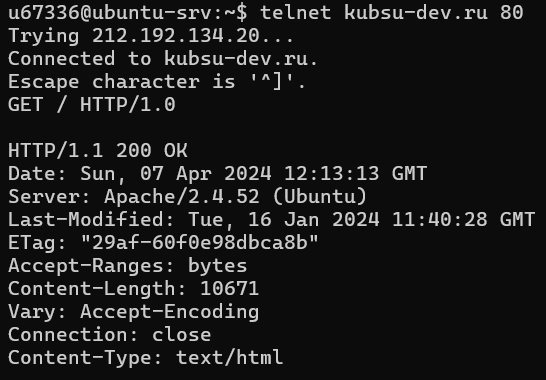 u67336@ubuntu-srv:~$ telnet kubsu-dev.ru 80
Trying 212.192.134.20...
Connected to kubsu-dev.ru.
Escape character is '^]'.
GET / HTTP/1.0

HTTP/1.1 200 OK
Date: Sun, 07 Apr 2024 12:13:13 GMT
Server: Apache/2.4.52 (Ubuntu)
Last-Modified: Tue, 16 Jan 2024 11:40:28 GMT
ETag: "29af-60f0e98dbca8b"
Accept-Ranges: bytes
Content-Length: 10671
Vary: Accept-Encoding
Connection: close
Content-Type: text/html